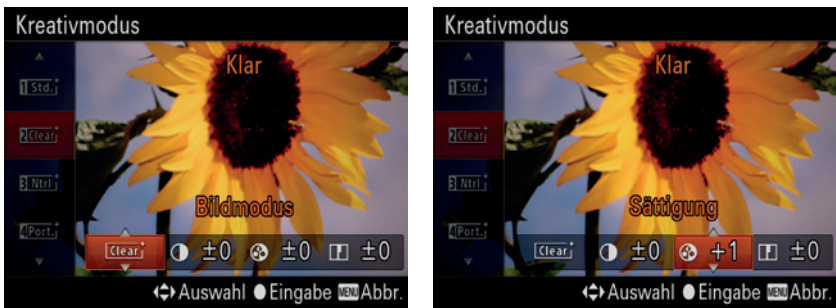 Kreativmodus
Klar
1 Std.
2 Clear
3 Ntrl
4 Port.
Bildmodus
Clear ±0 ±0 ±0
Auswahl Eingabe MENU Abbr.
Kreativmodus
Klar
1 Std.
2 Clear
3 Ntrl
4 Port.
Sättigung
Clear ±0 +1 ±0
Auswahl Eingabe MENU Abbr.